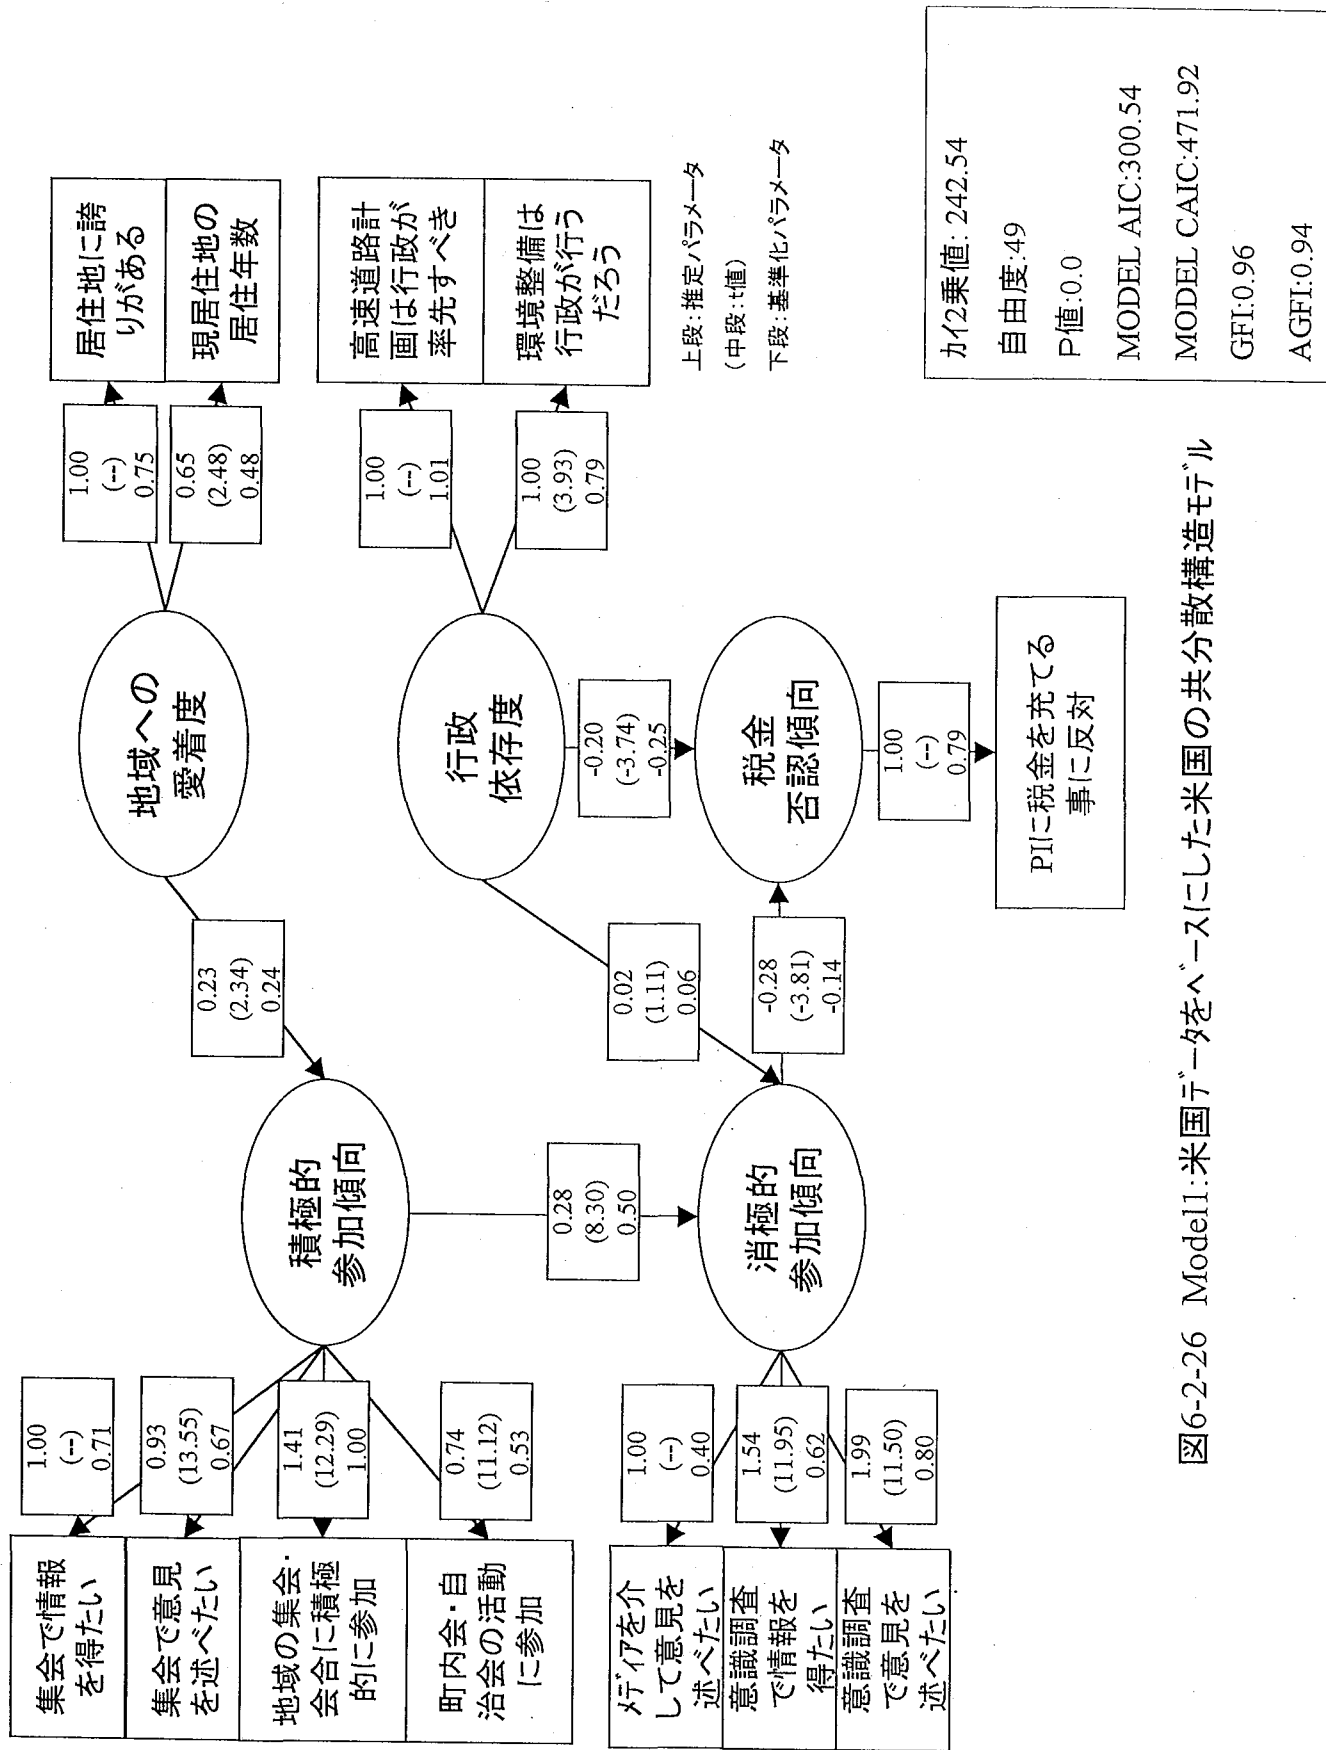 集会で情報
を得たい
集会で意見
を述べたい
地域の集会・
会合に積極
的に参加
町内会・自
治会の活動
に参加
メディアを介
して意見を
述べたい
意識調査
で情報を
得たい
意識調査
で意見を
述べたい
1.00
(--)
0.71
0.93
(13.55)
0.67
1.41
(12.29)
1.00
0.74
(11.12)
0.53
1.00
(--)
0.40
1.54
(11.95)
0.62
1.99
(11.50)
0.80
積極的
参加傾向
0.28
(8.30)
0.50
消極的
参加傾向
0.23
(2.34)
0.24
0.02
(1.11)
0.06
-0.28
(-3.81)
-0.14
地域への
愛着度
行政
依存度
-0.20
(-3.74)
-0.25
税金
否認傾向
1.00
(--)
0.79
PIに税金を充てる
事に反対
1.00
(--)
0.75
0.65
(2.48)
0.48
1.00
(--)
1.01
1.00
(3.93)
0.79
居住地に誇
りがある
現居住地の
居住年数
高速道路計
画は行政が
率先すべき
環境整備は
行政が行う
だろう
上段:推定パラメータ
(中段:t値)
下段:基準化パラメータ
カイ2乗値: 242.54
自由度:49
P値:0.0
MODEL AIC:300.54
MODEL CAIC:471.92
GFI:0.96
AGFI:0.94
図6-2-26 Model1:米国データをベースにした米国の共分散構造モデル